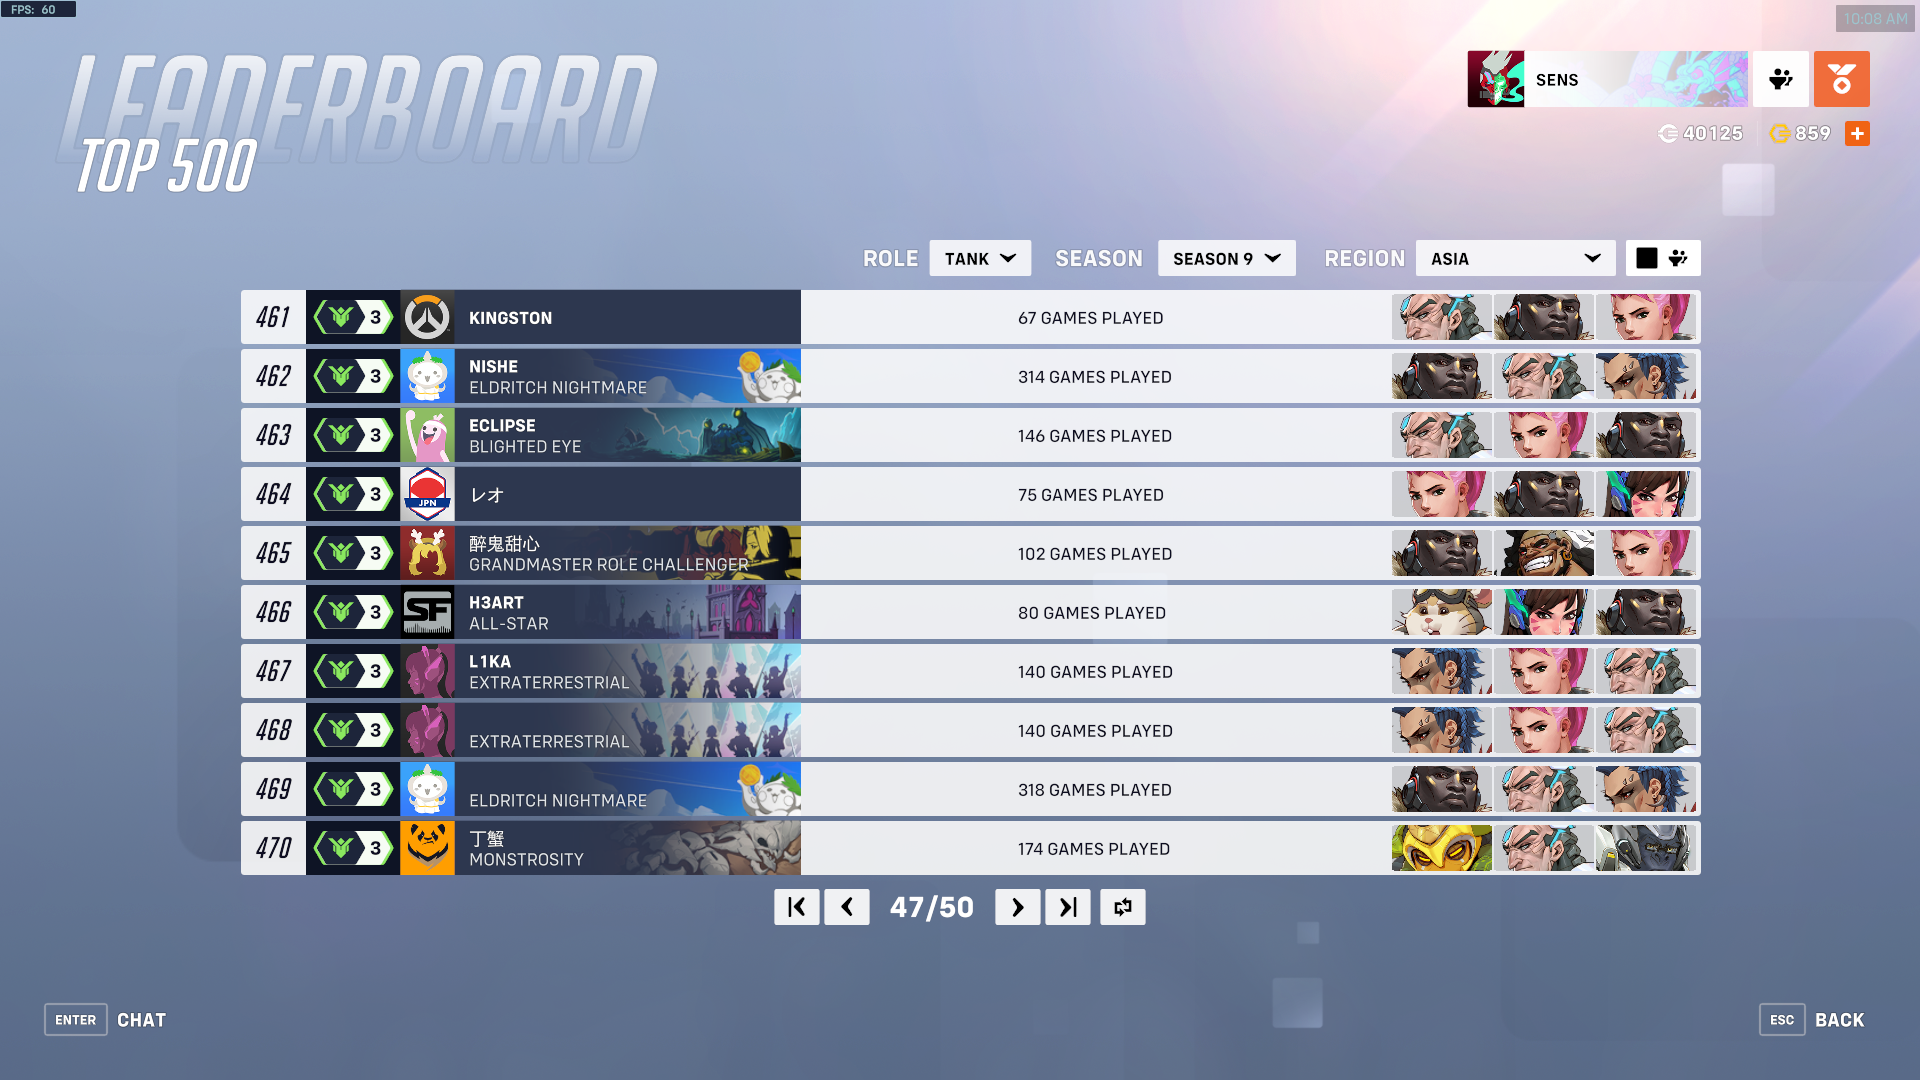 FPS: 60
10:08 AM
LEADERBOARD
TOP 500
SENS
40125
859
ROLE TANK SEASON SEASON 9 REGION ASIA
461 3 KINGSTON 67 GAMES PLAYED
462 3 NISHE 314 GAMES PLAYED
ELDRITCH NIGHTMARE
463 3 ECLIPSE 146 GAMES PLAYED
BLIGHTED EYE
464 3 JPN レオ 75 GAMES PLAYED
465 3 醉鬼甜心 102 GAMES PLAYED
GRANDMASTER ROLE CHALLENGER
466 3 SF H3ART 80 GAMES PLAYED
ALL-STAR
467 3 L1KA 140 GAMES PLAYED
EXTRATERRESTRIAL
468 3 EXTRATERRESTRIAL 140 GAMES PLAYED
469 3 ELDRITCH NIGHTMARE 318 GAMES PLAYED
470 3 丁蟹 174 GAMES PLAYED
MONSTROSITY
47/50
ENTER CHAT
ESC BACK